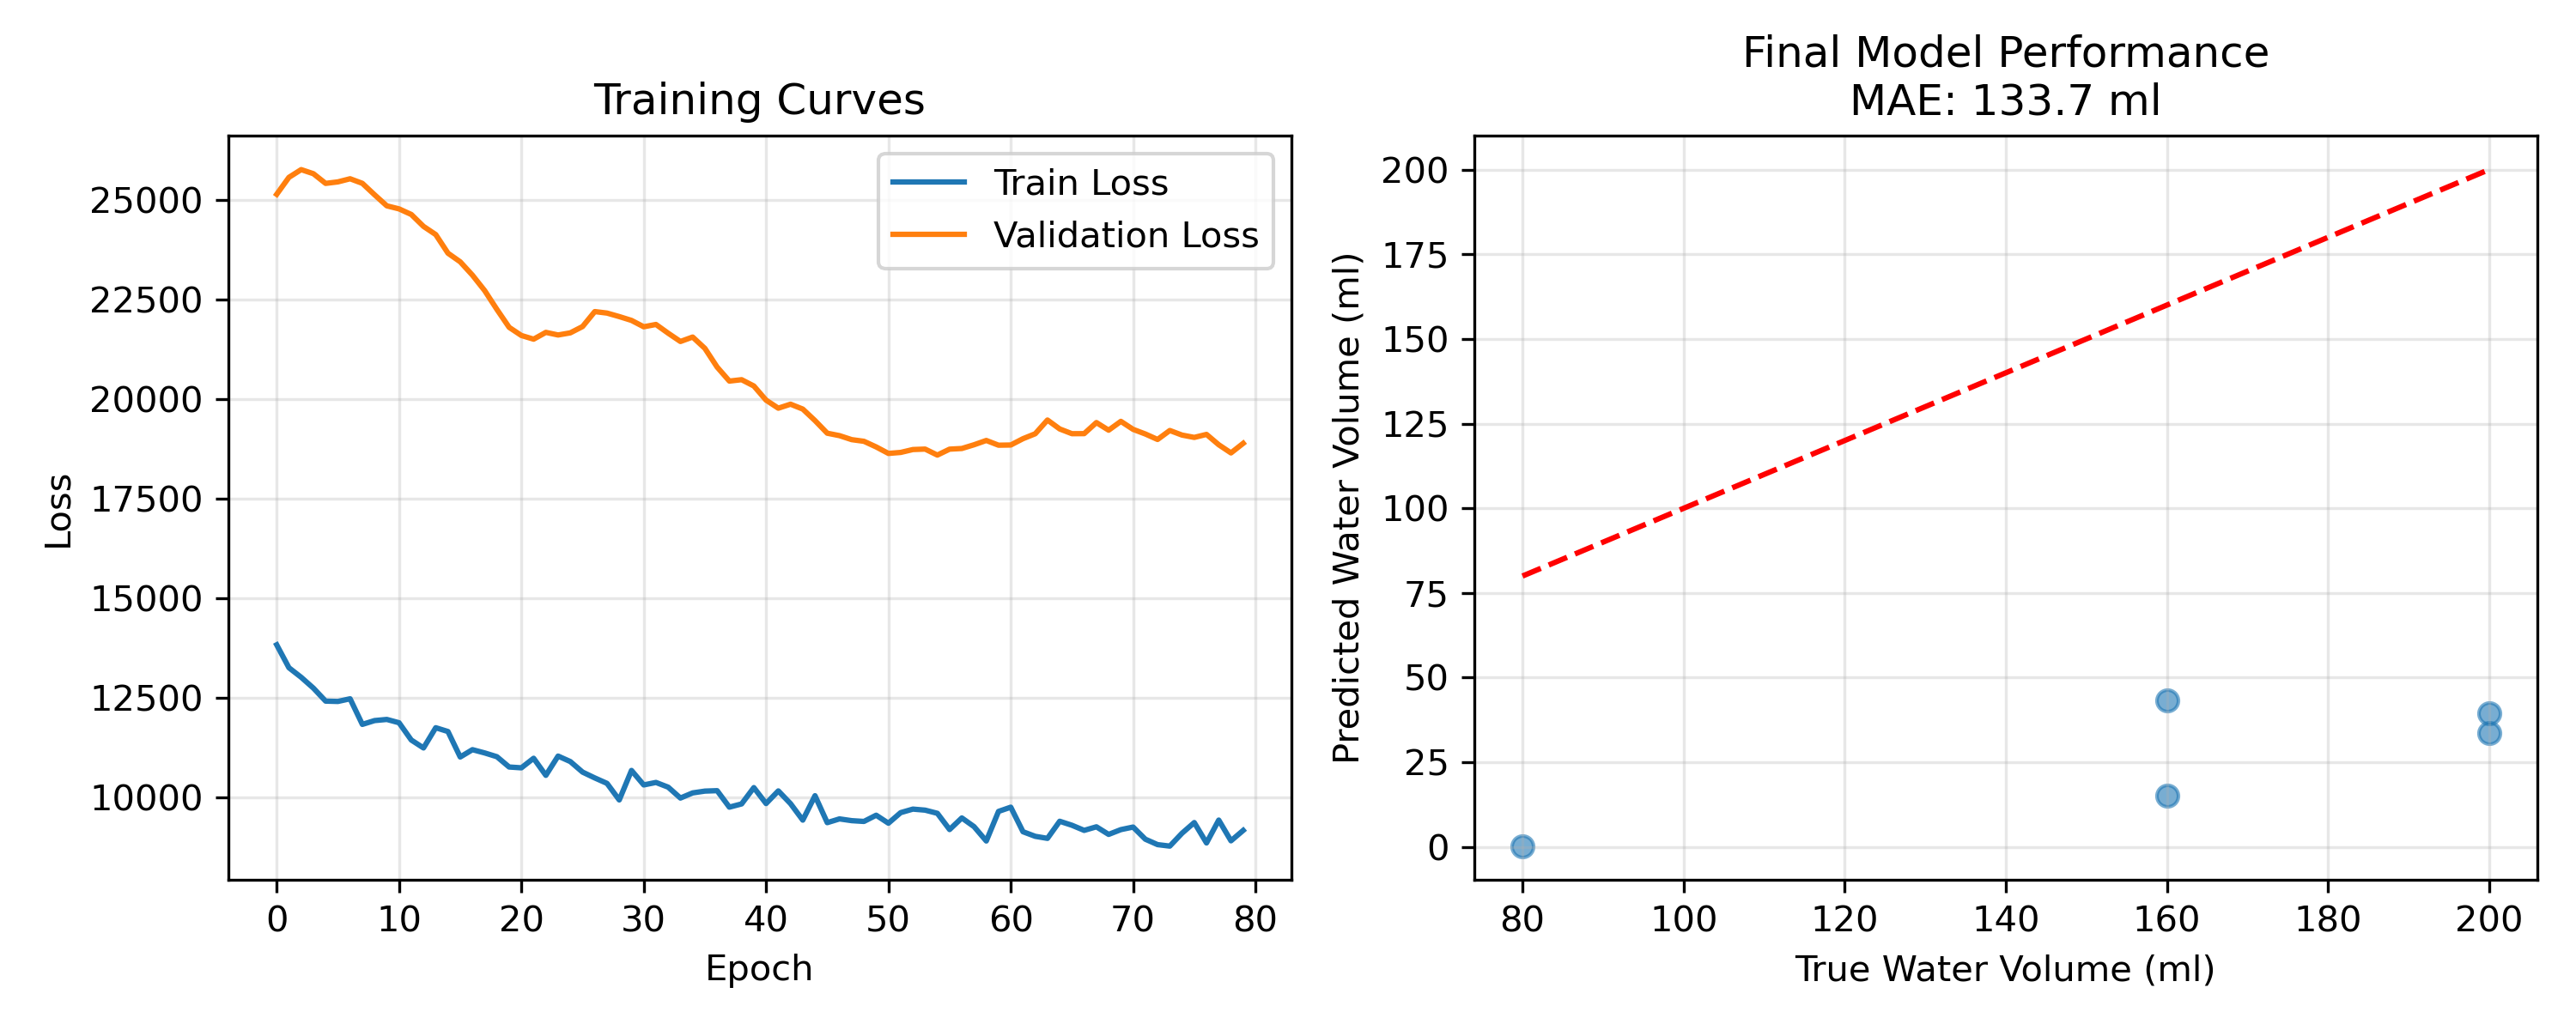 Training Curves
Train Loss
Validation Loss
25000
22500
20000
17500
15000
12500
10000
Loss
0 10 20 30 40 50 60 70 80
Epoch
Final Model Performance
MAE: 133.7 ml
200
175
150
125
100
75
50
25
0
Predicted Water Volume (ml)
80 100 120 140 160 180 200
True Water Volume (ml)